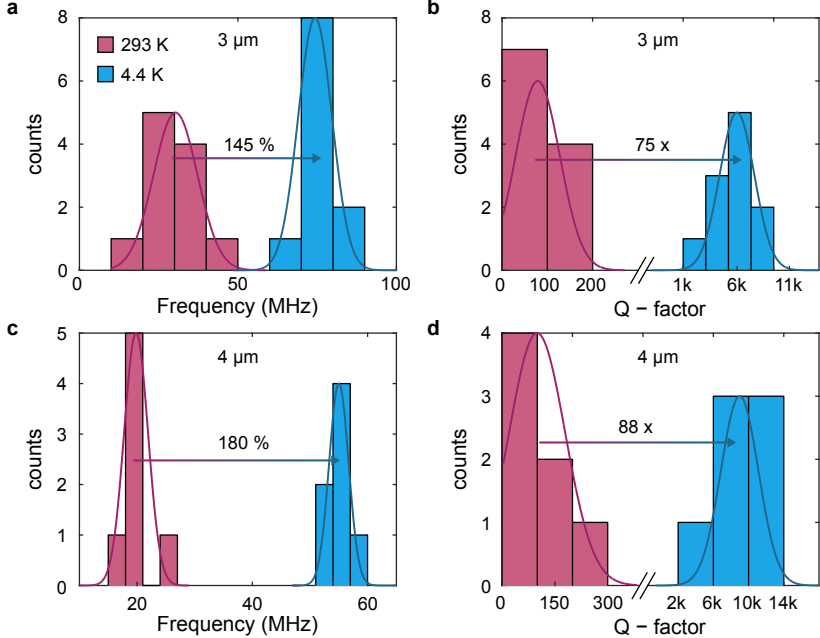 a
3 µm
293 K
4.4 K
145 %
counts
0
2
4
6
8
0
50
100
Frequency (MHz)
b
3 µm
75 x
counts
0
2
4
6
8
0
100
200
1k
6k
11k
Q − factor
c
4 µm
180 %
counts
0
1
2
3
4
5
20
40
60
Frequency (MHz)
d
4 µm
88 x
counts
0
1
2
3
4
0
150
300
2k
6k
10k
14k
Q − factor